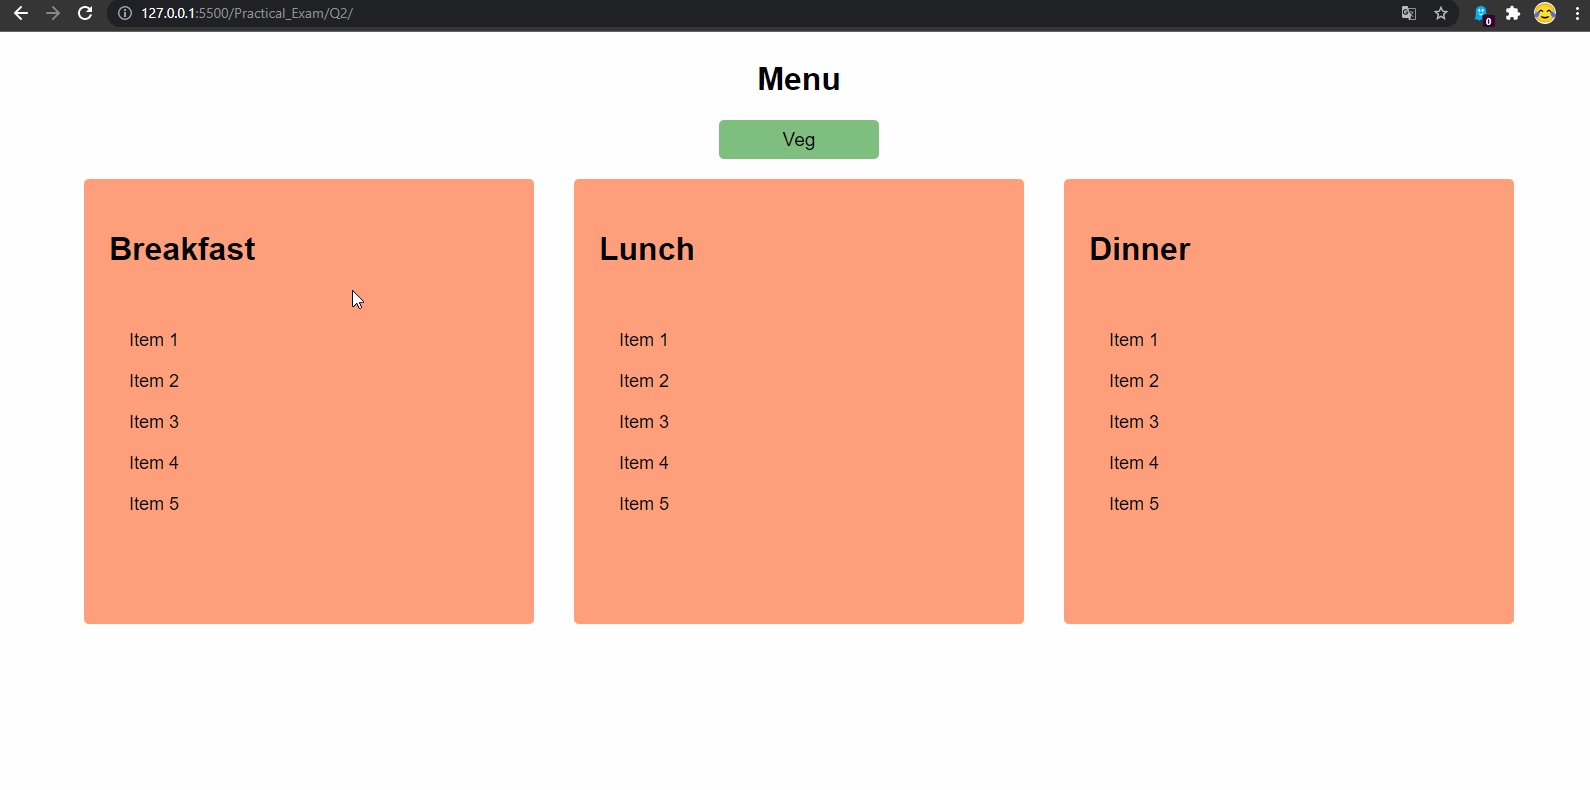 127.0.0.1:5500/Practical_Exam/Q2/
0
Menu
Veg
Breakfast
Item 1
Item 2
Item 3
Item 4
Item 5
Lunch
Item 1
Item 2
Item 3
Item 4
Item 5
Dinner
Item 1
Item 2
Item 3
Item 4
Item 5